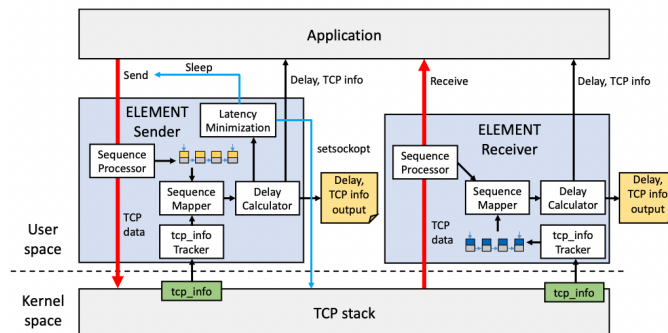 Application
Send
Sleep
Delay, TCP info
Receive
Delay, TCP info
ELEMENT
Sender
Latency
Minimization
setsockopt
Sequence
Processor
Sequence
Mapper
Delay
Calculator
Delay,
TCP info
output
TCP
data
tcp_info
Tracker
ELEMENT
Receiver
Sequence
Processor
Sequence
Mapper
Delay
Calculator
Delay,
TCP info
output
TCP
data
tcp_info
Tracker
User
space
Kernel
space
tcp_info
TCP stack
tcp_info